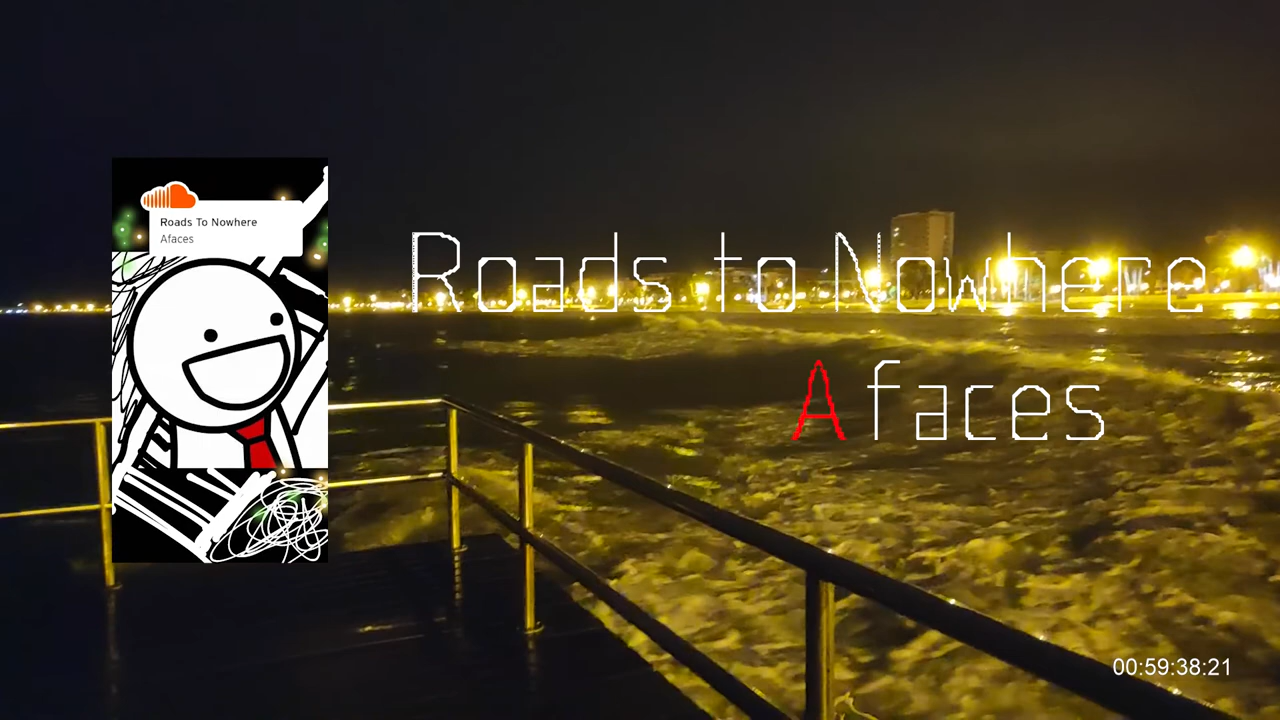 Roads To Nowhere
Afaces
Roads to Nowhere
Afaces
00:59:38:21